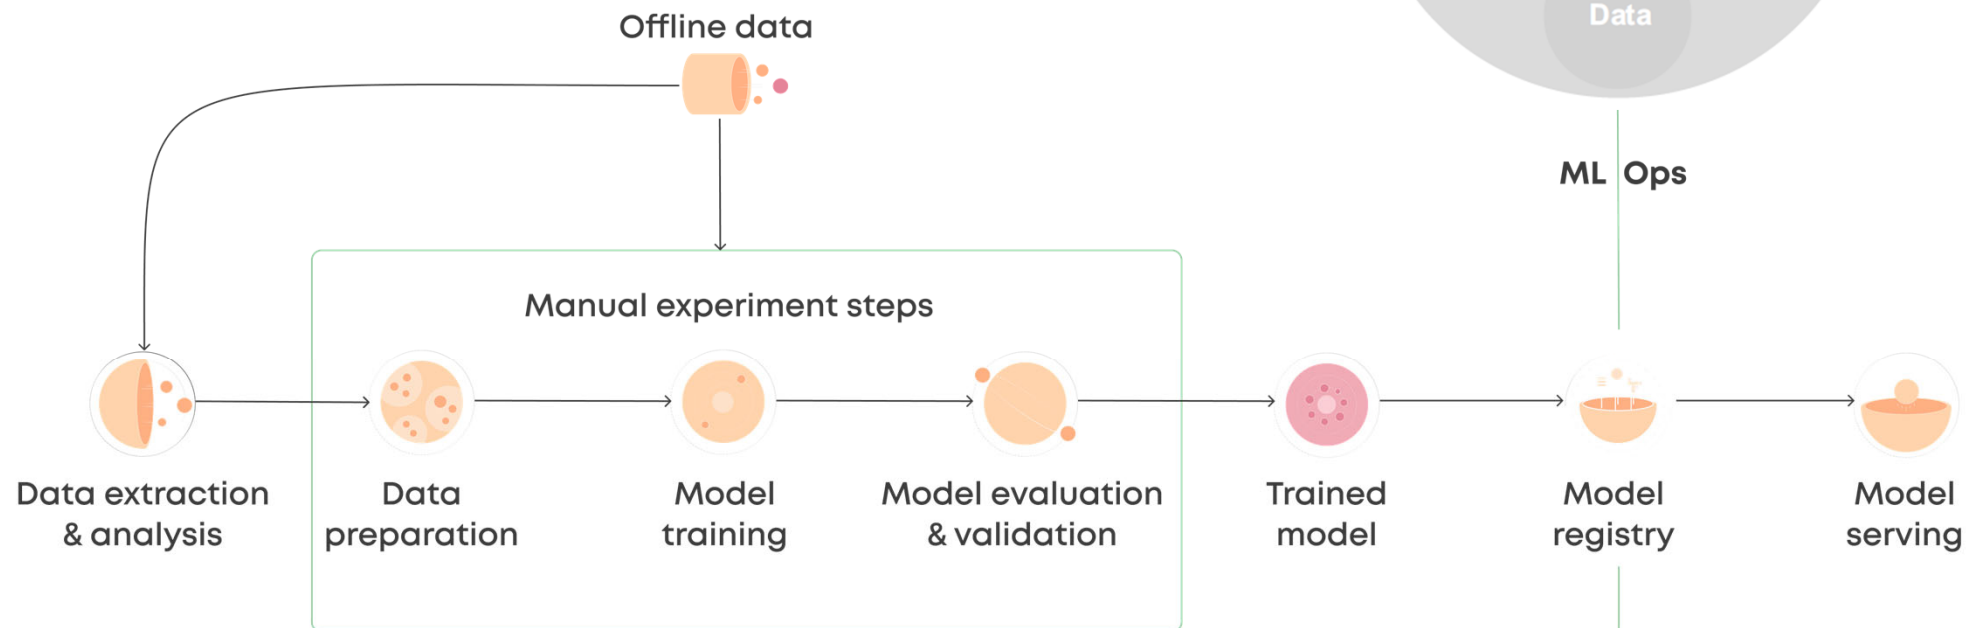 Offline data
Data
ML Ops
Manual experiment steps
Data extraction
& analysis
Data
preparation
Model
training
Model evaluation
& validation
Trained
model
Model
registry
Model
serving